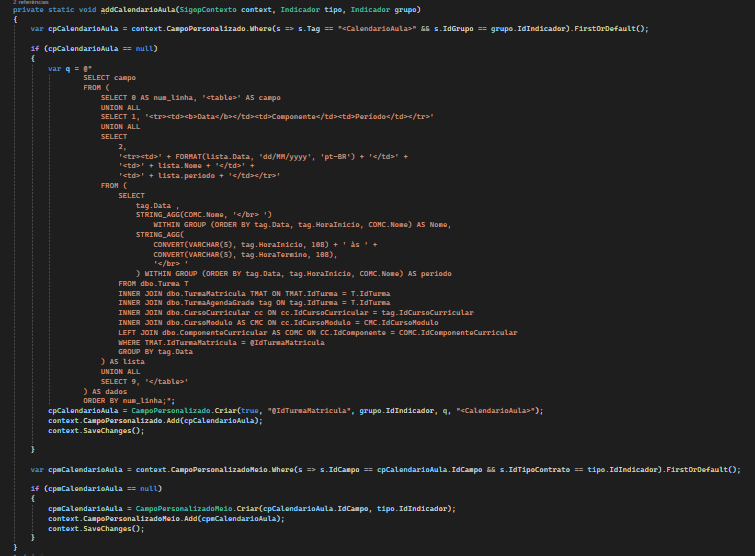 2 referências
private static void addCalendarioAula(SigopContexto context, Indicador tipo, Indicador grupo)
{
var cpCalendarioAula = context.CampoPersonalizado.Where(s => s.Tag == "<CalendarioAula>" && s.IdGrupo == grupo.IdIndicador).FirstOrDefault();
if (cpCalendarioAula == null)
{
var q = @"
SELECT campo
FROM (
SELECT 0 AS num_linha, '<table>' AS campo
UNION ALL
SELECT 1, '<tr><td><b>Data</b></td><td>Componente</td><td>Período</td></tr>'
UNION ALL
SELECT
2,
'<tr><td>' + FORMAT(lista.Data, 'dd/MM/yyyy', 'pt-BR') + '</td>' +
'<td>' + lista.Nome + '</td>' +
'<td>' + lista.periodo + '</td></tr>'
FROM (
SELECT
tag.Data ,
STRING_AGG(COMC.Nome, '</br> ')
WITHIN GROUP (ORDER BY tag.Data, tag.HoraInicio, COMC.Nome) AS Nome,
STRING_AGG(
CONVERT(VARCHAR(5), tag.HoraInicio, 108) + ' às ' +
CONVERT(VARCHAR(5), tag.HoraTermino, 108),
'</br> '
) WITHIN GROUP (ORDER BY tag.Data, tag.HoraInicio, COMC.Nome) AS periodo
FROM dbo.Turma T
INNER JOIN dbo.TurmaMatricula TMAT ON TMAT.IdTurma = T.IdTurma
INNER JOIN dbo.TurmaAgendaGrade tag ON tag.IdTurma = T.IdTurma
INNER JOIN dbo.CursoCurricular cc ON cc.IdCursoCurricular = tag.IdCursoCurricular
INNER JOIN dbo.CursoModulo AS CMC ON cc.IdCursoModulo = CMC.IdCursoModulo
LEFT JOIN dbo.ComponenteCurricular AS COMC ON CC.IdComponente = COMC.IdComponenteCurricular
WHERE TMAT.IdTurmaMatricula = @IdTurmaMatricula
GROUP BY tag.Data
) AS lista
UNION ALL
SELECT 9, '</table>'
) AS dados
ORDER BY num_linha;";
cpCalendarioAula = CampoPersonalizado.Criar(true, "@IdTurmaMatricula", grupo.IdIndicador, q, "<CalendarioAula>");
context.CampoPersonalizado.Add(cpCalendarioAula);
context.SaveChanges();
}
var cpmCalendarioAula = context.CampoPersonalizadoMeio.Where(s => s.IdCampo == cpCalendarioAula.IdCampo && s.IdTipoContrato == tipo.IdIndicador).FirstOrDefault();
if (cpmCalendarioAula == null)
{
cpmCalendarioAula = CampoPersonalizadoMeio.Criar(cpCalendarioAula.IdCampo, tipo.IdIndicador);
context.CampoPersonalizadoMeio.Add(cpmCalendarioAula);
context.SaveChanges();
}
}